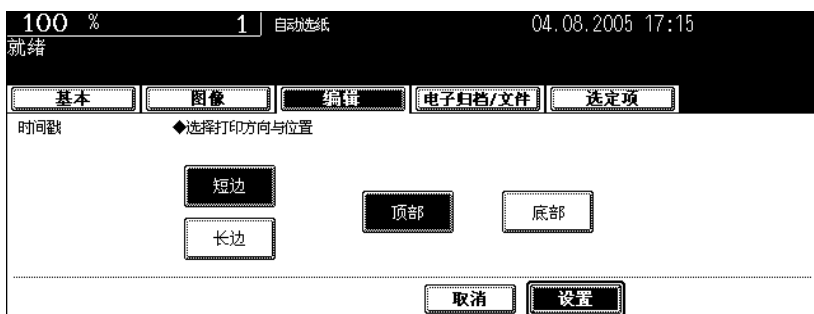 100 % 1 自动选纸 04.08.2005 17:15
就绪
基本 图像 编辑 电子归档/文件 选定项
时间戳 ◆选择打印方向与位置
短边
顶部 底部
长边
取消 设置